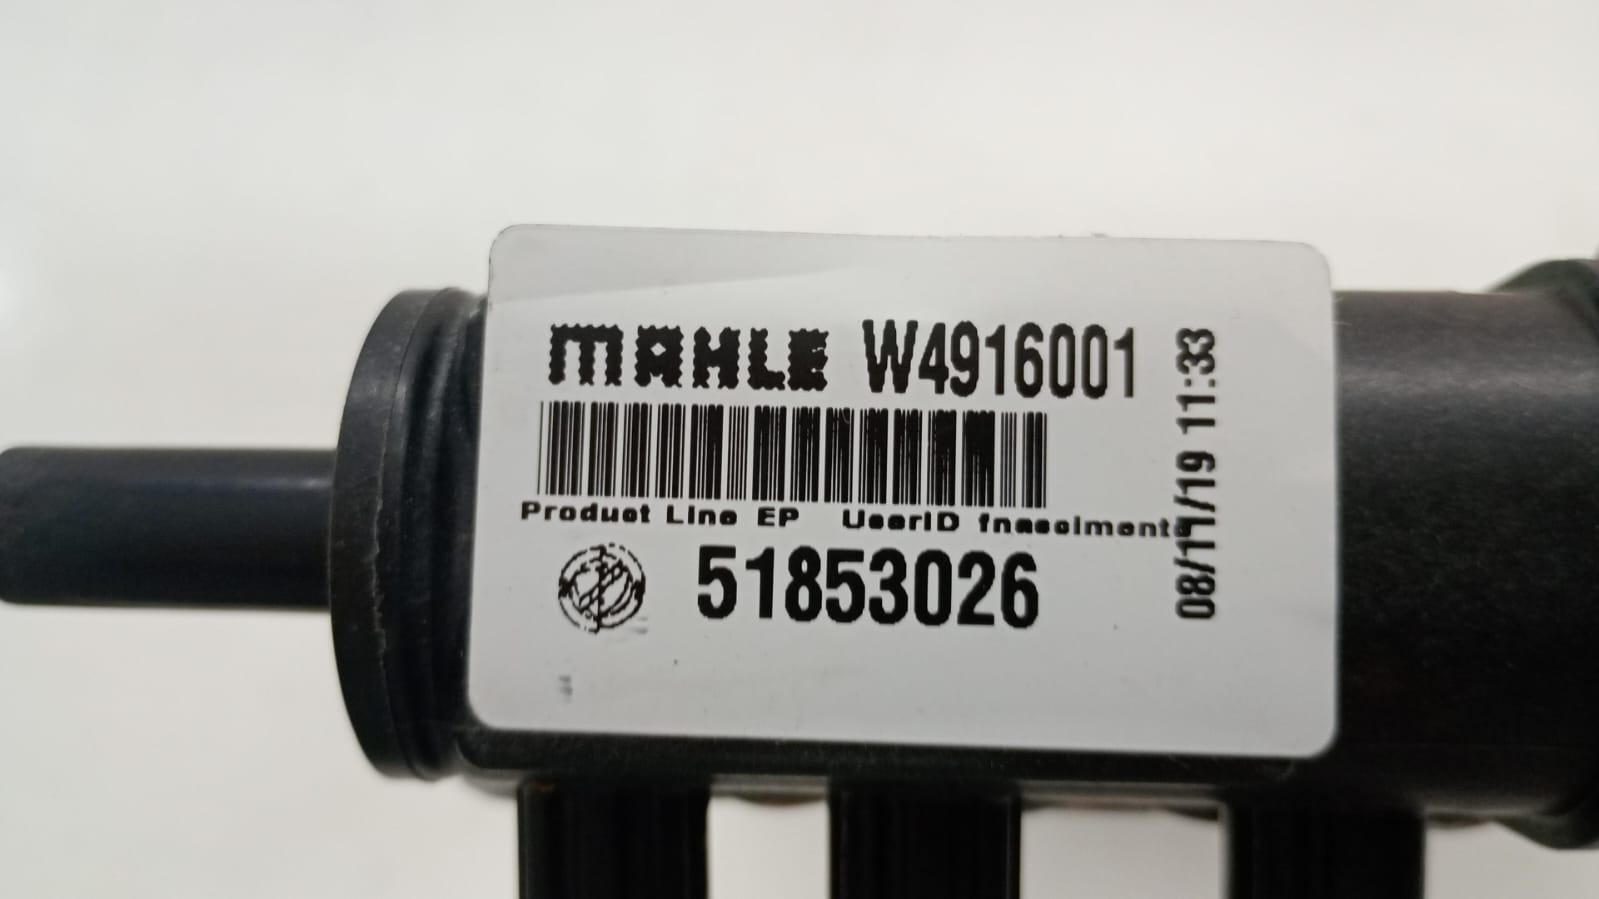 MAHLE W4916001
Product Line EP UserID fnascimento
51853026
08/11/19 11:33